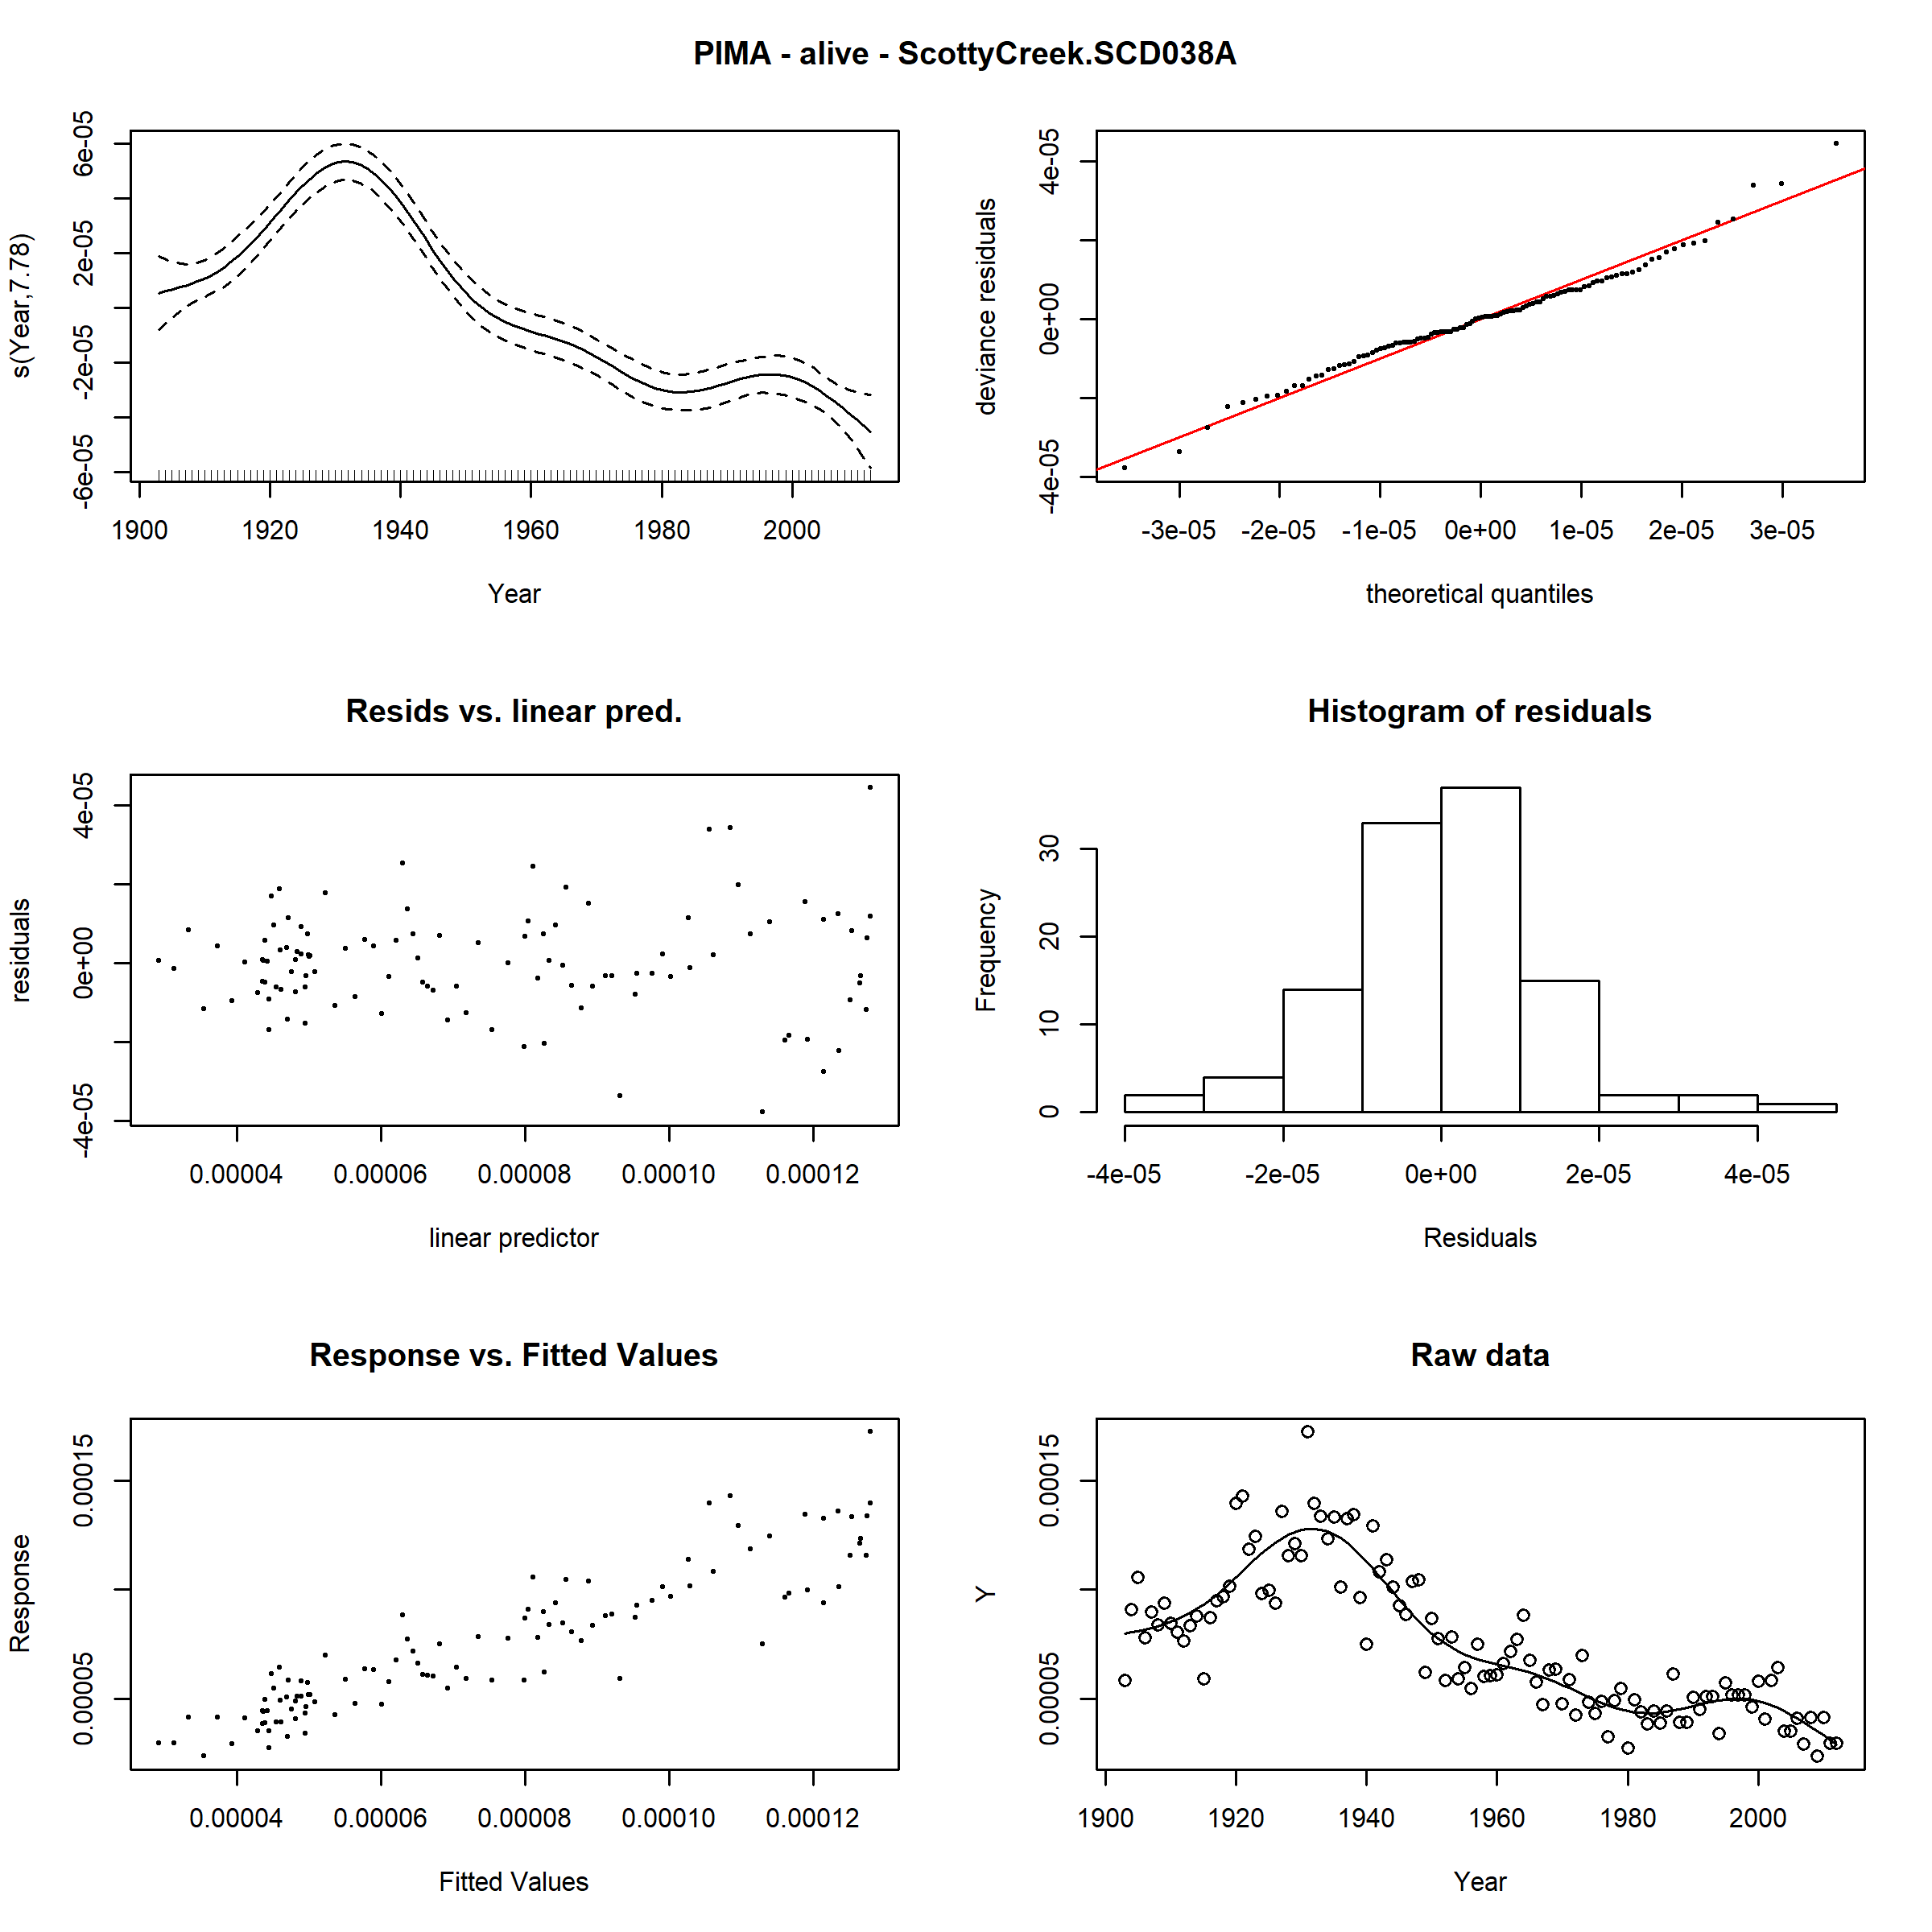 PIMA - alive - ScottyCreek.SCD038A
s(Year,7.78)
6e-05
2e-05
-2e-05
-6e-05
1900 1920 1940 1960 1980 2000
Year
deviance residuals
4e-05
0e+00
-4e-05
-3e-05 -2e-05 -1e-05 0e+00 1e-05 2e-05 3e-05
theoretical quantiles
Resids vs. linear pred.
residuals
4e-05
0e+00
-4e-05
0.00004 0.00006 0.00008 0.00010 0.00012
linear predictor
Histogram of residuals
Frequency
30
20
10
0
-4e-05 -2e-05 0e+00 2e-05 4e-05
Residuals
Response vs. Fitted Values
Response
0.00015
0.00005
0.00004 0.00006 0.00008 0.00010 0.00012
Fitted Values
Raw data
Y
0.00015
0.00005
1900 1920 1940 1960 1980 2000
Year